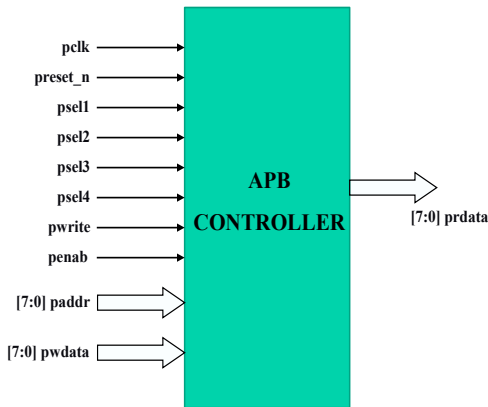 pclk
preset_n
psel1
psel2
psel3
psel4
pwrite
penab
[7:0] paddr
[7:0] pwdata
APB
CONTROLLER
[7:0] prdata